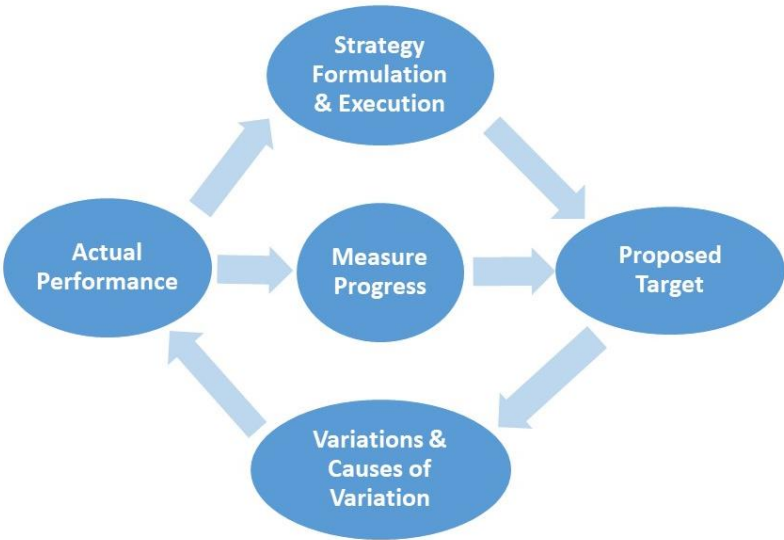 Strategy
Formulation
& Execution
Actual
Performance
Measure
Progress
Proposed
Target
Variations &
Causes of
Variation